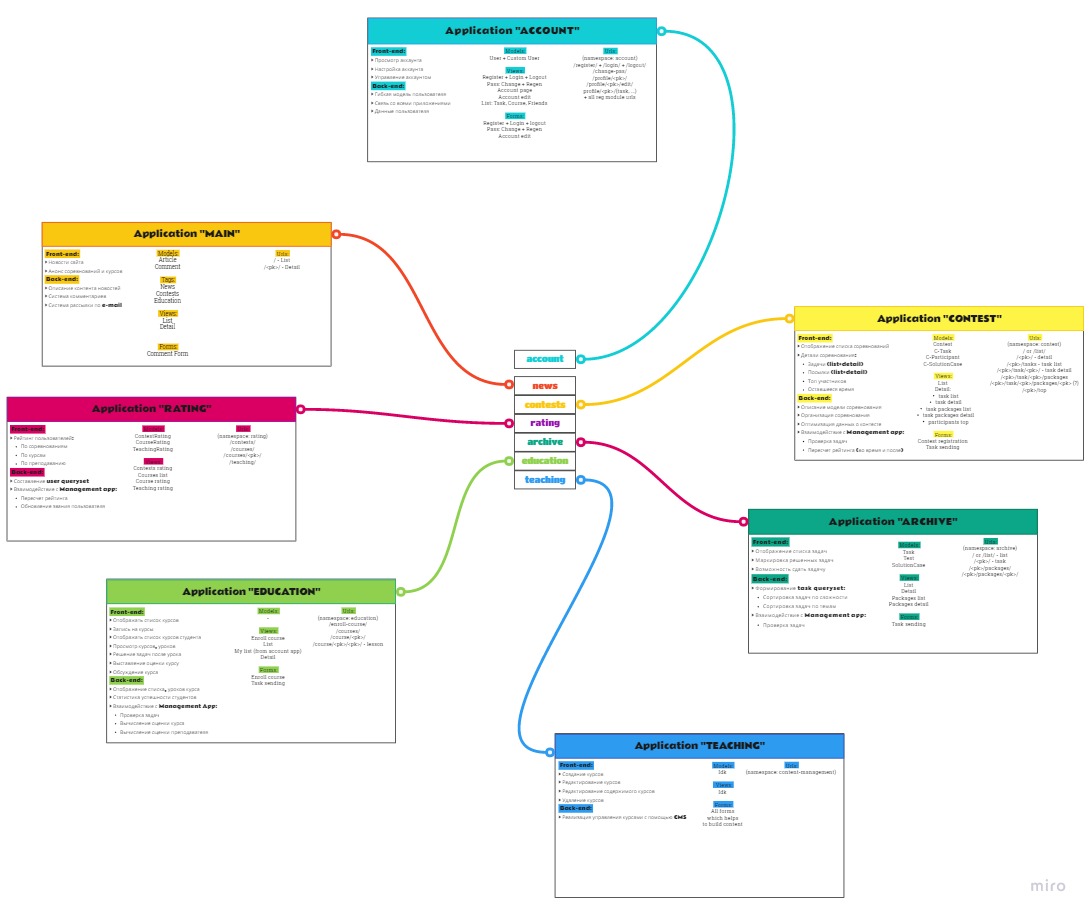 Application "ACCOUNT"
Front-end:
Просмотр аккаунта
Настройка аккаунта
Управление аккаунтом
Back-end:
Гибкая модель пользователя
Связь со всеми приложениями
Данные пользователя
Models:
User + Custom User
Views:
Register + Login + Logout
Pass: Change + Regen
Account page
Account edit
List: Task, Course, Friends
Forms:
Register + Login + logout
Pass: Change + Regen
Account edit
Urls:
(namespace: account)
/register/ + /login/ + /logout/
/change-pas/
/profile/<pk>/
/profile/<pk>/edit/
profile/<pk>/(task, ...)
+ all reg module urls
Application "MAIN"
Front-end:
Новости сайта
Анонс соревнований и курсов
Back-end:
Описание контента новостей
Система комментариев
Система рассылки по e-mail
Models:
Article
Comment
Tags:
News
Contests
Education
Views:
List
Detail
Forms:
Comment Form
Urls:
/ - List
/<pk>/ - Detail
account
news
contests
rating
archive
education
teaching
Application "CONTEST"
Front-end:
Отображение списка соревнований
Детали соревнования:
Задачи (list+detail)
Посылки (list+detail)
Топ участников
Оставшееся время
Back-end:
Описание модели соревнования
Организация соревнования
Оптимизация данных о контесте
Взаимодействие с Management app:
Проверка задач
Пересчет рейтинга (во время и после)
Models:
Contest
C-Task
C-Participant
C-SolutionCase
Views:
List
Detail:
task list
task detail
task packages list
task packages detail
participants top
Forms:
Contest registration
Task sending
Urls:
(namespace: contest)
/ or /list/
/<pk>/ - detail
/<pk>/tasks - task list
/<pk>/task/<pk>/ - task detail
/<pk>/task/<pk>/packages
/<pk>/task/<pk>/packages/<pk> (?)
/<pk>/top
Application "RATING"
Front-end:
Рейтинг пользователей:
По соревнованиям
По курсам
По преподаванию
Back-end:
Составление user queryset
Взаимодействие с Management app:
Пересчет рейтинга
Обновление звания пользователя
Models:
ContestRating
CourseRating
TeachingRating
Views:
Contests rating
Courses list
Course rating
Teaching rating
Urls:
(namespace: rating)
/contests/
/courses/
/courses/<pk>/
/teaching/
Application "ARCHIVE"
Front-end:
Отображение списка задач
Маркировка решенных задач
Возможность сдать задачу
Back-end:
Формирование task queryset:
Сортировка задач по сложности
Сортировка задач по темам
Взаимодействие с Management app:
Проверка задач
Models:
Task
Test
SolutionCase
Views:
List
Detail
Packages list
Packages detail
Forms:
Task sending
Urls:
(namespace: archive)
/ or /list/ - list
/<pk>/ - task
/<pk>/packages/
/<pk>/packages/<pk>/
Application "EDUCATION"
Front-end:
Отображать список курсов
Запись на курсы
Отображать список курсов студента
Просмотр курсов, уроков
Решение задач после урока
Выставление оценки курсу
Обсуждение курса
Back-end:
Отображение списка, уроков курса
Статистика успешности студентов
Взаимодействие с Management App:
Проверка задач
Вычисление оценки курса
Вычисление оценки преподавателя
Models:
-
Views:
Enroll course
List
My list (from account app)
Detail
Forms:
Enroll course
Task sending
Urls:
(namespace: education)
/enroll-course/
/courses/
/course/<pk>/
/course/<pk>/<pk>/ - lesson
Application "TEACHING"
Front-end:
Создание курсов
Редактирование курсов
Редактирование содержимого курсов
Удаление курсов
Back-end:
Реализация управления курсами с помощью CMS
Models:
Idk
Views:
Idk
Forms:
All forms
which helps
to build content
Urls:
(namespace: content-management)
miro